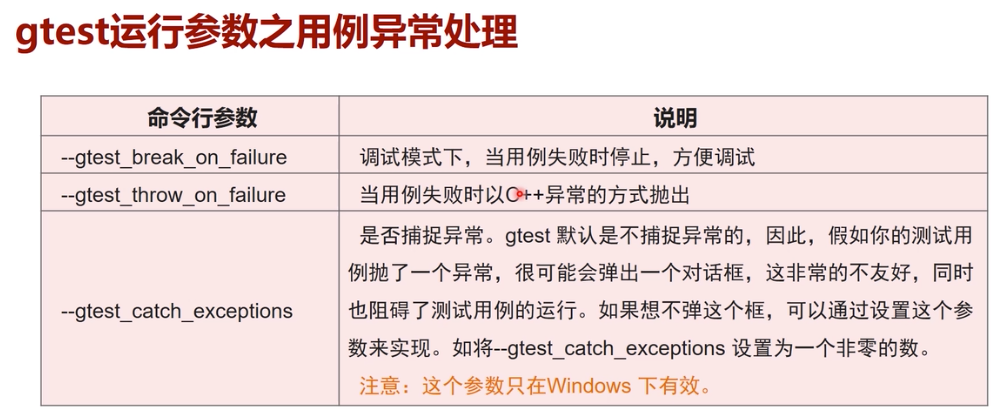 gtest运行参数之用例异常处理
命令行参数 说明
--gtest_break_on_failure 调试模式下，当用例失败时停止，方便调试
--gtest_throw_on_failure 当用例失败时以C++异常的方式抛出
是否捕捉异常。gtest 默认是不捕捉异常的，因此，假如你的测试用
例抛了一个异常，很可能会弹出一个对话框，这非常的不友好，同时
--gtest_catch_exceptions 也阻碍了测试用例的运行。如果想不弹这个框，可以通过设置这个参
数来实现。如将--gtest_catch_exceptions 设置为一个非零的数。
注意：这个参数只在Windows 下有效。